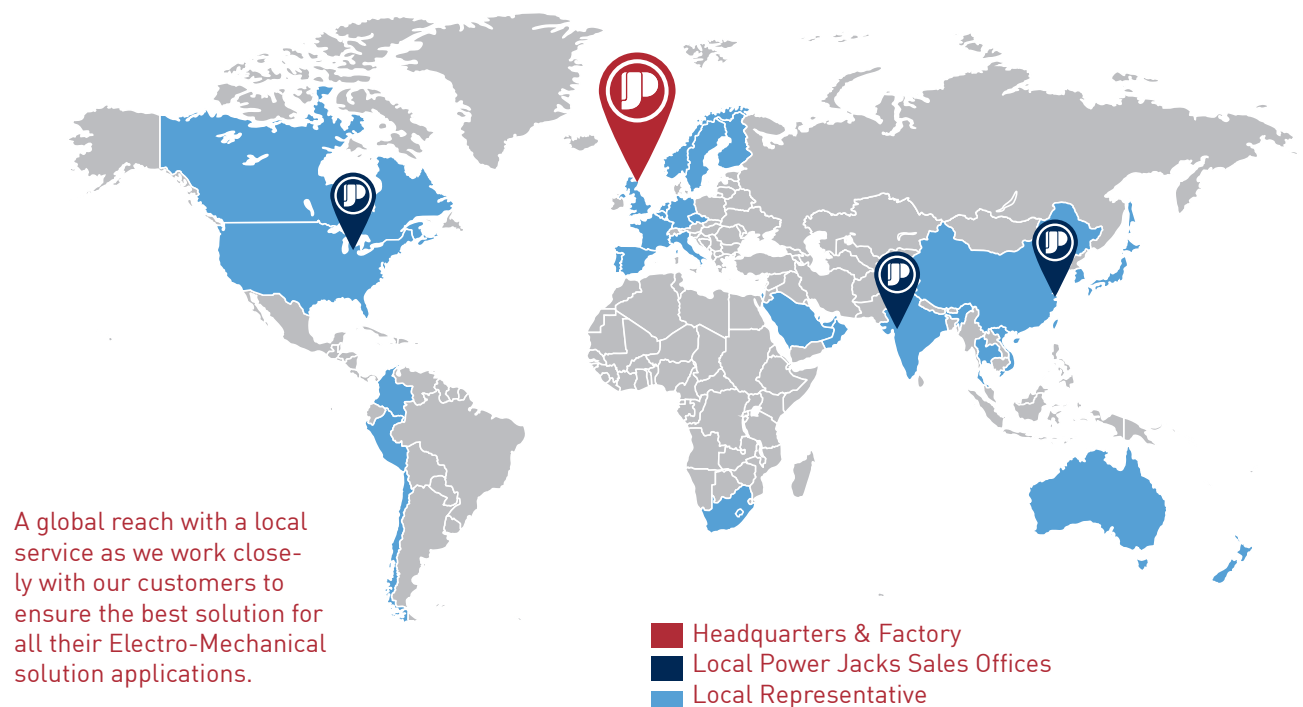 A global reach with a local
service as we work close-
ly with our customers to
ensure the best solution for
all their Electro-Mechanical
solution applications.
Headquarters & Factory
Local Power Jacks Sales Offices
Local Representative